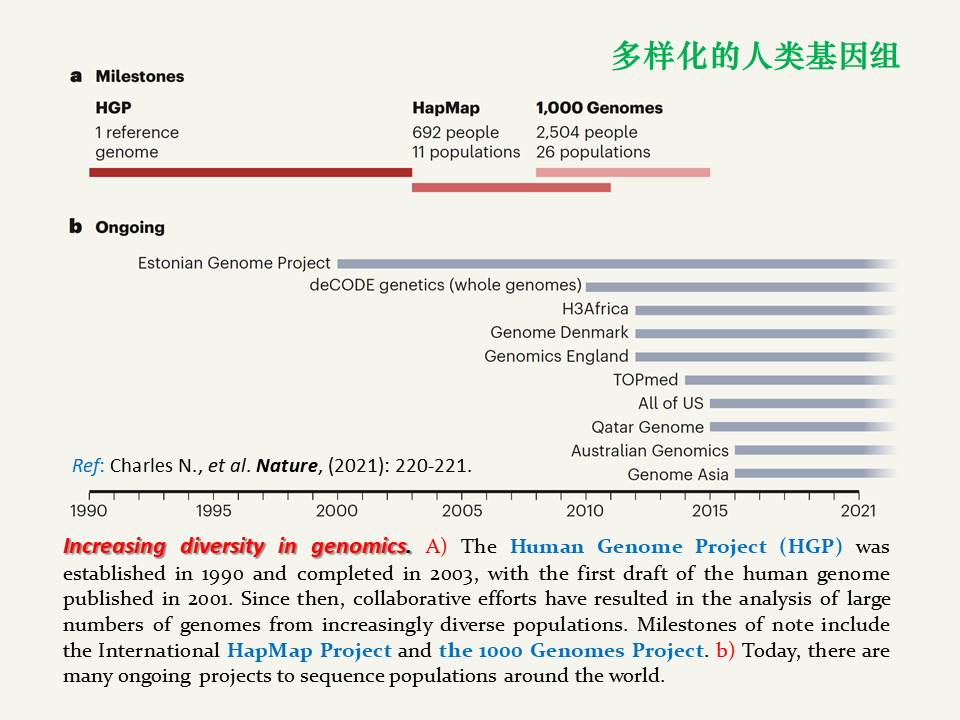 多样化的人类基因组
a Milestones
HGP
1 reference
genome
HapMap
692 people
11 populations
1,000 Genomes
2,504 people
26 populations
b Ongoing
Estonian Genome Project
deCODE genetics (whole genomes)
H3Africa
Genome Denmark
Genomics England
TOPmed
All of US
Qatar Genome
Australian Genomics
Genome Asia
Ref: Charles N., et al. Nature, (2021): 220-221.
1990 1995 2000 2005 2010 2015 2021
Increasing diversity in genomics. A) The Human Genome Project (HGP) was
established in 1990 and completed in 2003, with the first draft of the human genome
published in 2001. Since then, collaborative efforts have resulted in the analysis of large
numbers of genomes from increasingly diverse populations. Milestones of note include
the International HapMap Project and the 1000 Genomes Project. b) Today, there are
many ongoing projects to sequence populations around the world.